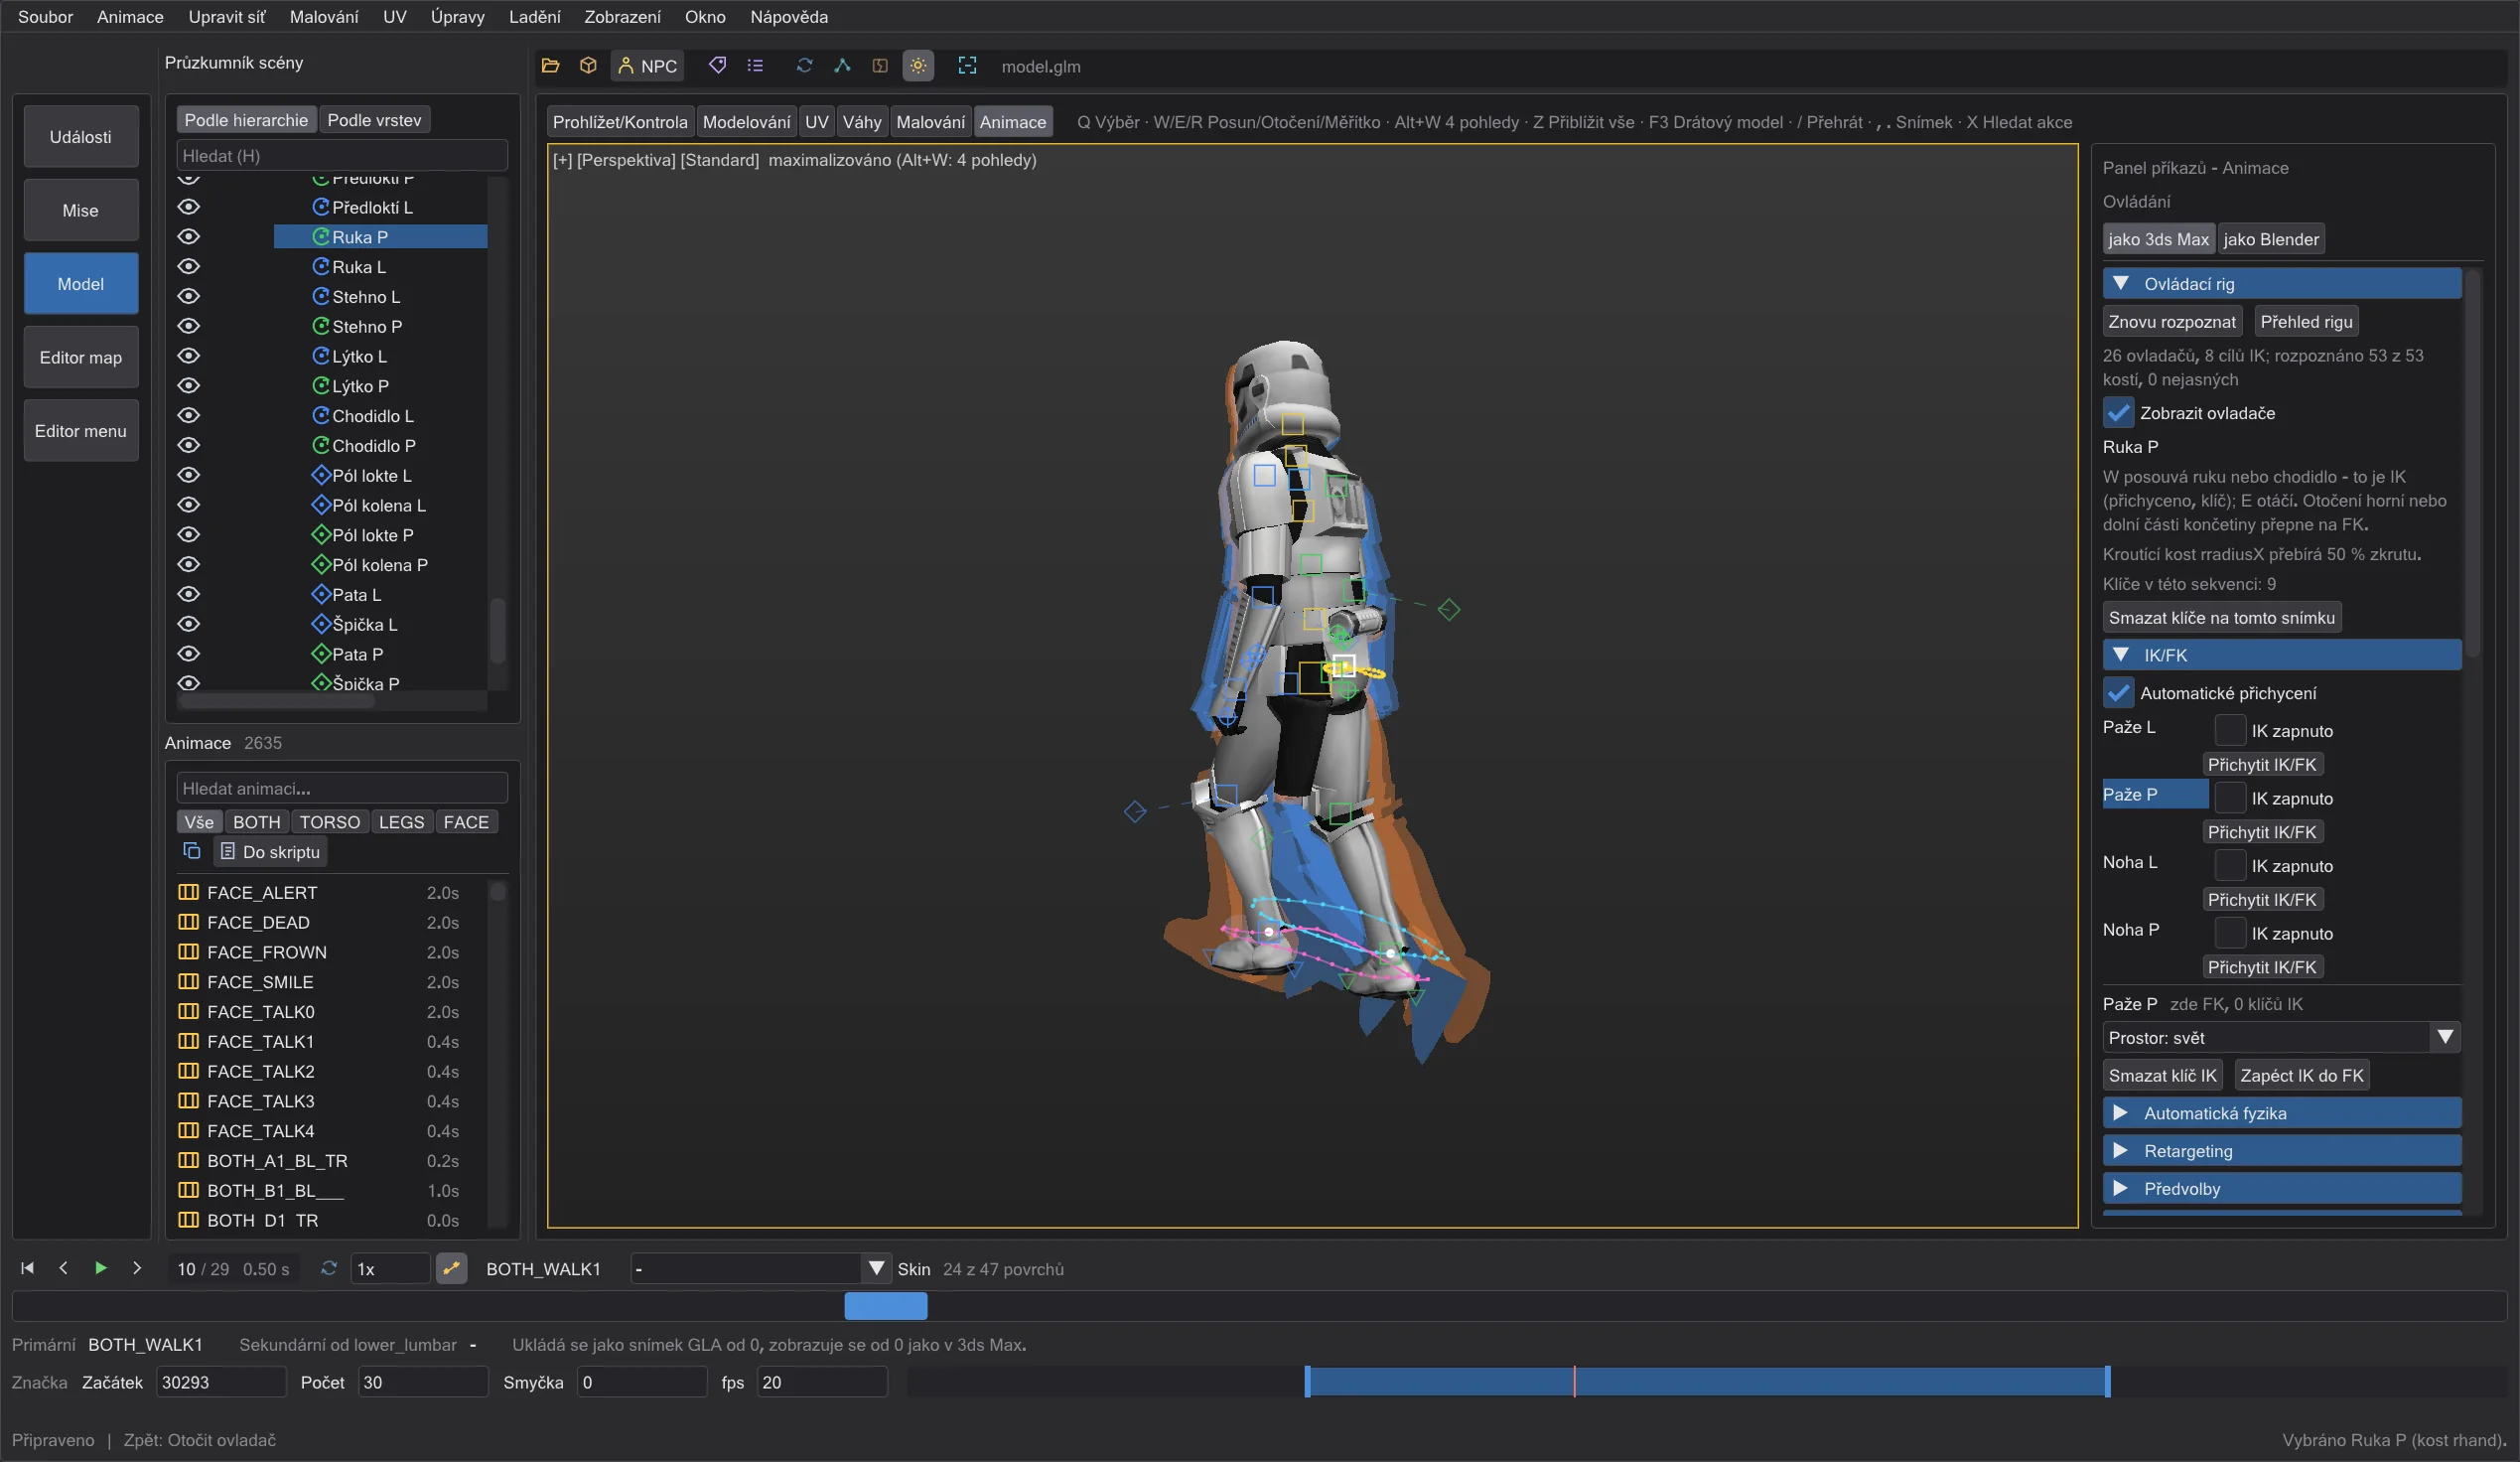 Soubor Animace Upravit síť Malování UV Úpravy Ladění Zobrazení Okno Nápověda
Průzkumník scény
NPC model.glm
Události
Mise
Model
Editor map
Editor menu
Podle hierarchie Podle vrstev
Hledat (H)
Předloktí P
Předloktí L
Ruka P
Ruka L
Stehno L
Stehno P
Lýtko L
Lýtko P
Chodidlo L
Chodidlo P
Pól lokte L
Pól kolena L
Pól lokte P
Pól kolena P
Pata L
Špička L
Pata P
Špička P
Animace 2635
Hledat animaci...
Vše BOTH TORSO LEGS FACE
Do skriptu
FACE_ALERT 2.0s
FACE_DEAD 2.0s
FACE_FROWN 2.0s
FACE_SMILE 2.0s
FACE_TALK0 2.0s
FACE_TALK1 0.4s
FACE_TALK2 0.4s
FACE_TALK3 0.4s
FACE_TALK4 0.4s
BOTH_A1_BL_TR 0.2s
BOTH_B1_BL___ 1.0s
BOTH_D1_TR 0.0s
Prohlížet/Kontrola Modelování UV Váhy Malování Animace Q Výběr · W/E/R Posun/Otočení/Měřítko · Alt+W 4 pohledy · Z Přiblížit vše · F3 Drátový model · / Přehrát · , . Snímek · X Hledat akce
[+] [Perspektiva] [Standard] maximalizováno (Alt+W: 4 pohledy)
Panel příkazů - Animace
Ovládání
jako 3ds Max jako Blender
Ovládací rig
Znovu rozpoznat Přehled rigu
26 ovladačů, 8 cílů IK; rozpoznáno 53 z 53
kostí, 0 nejasných
Zobrazit ovladače
Ruka P
W posouvá ruku nebo chodidlo - to je IK
(přichyceno, klíč); E otáčí. Otočení horní nebo
dolní části končetiny přepne na FK.
Kroutící kost rradiusX přebírá 50 % zkrutu.
Klíče v této sekvenci: 9
Smazat klíče na tomto snímku
IK/FK
Automatické přichycení
Paže L IK zapnuto
Přichytit IK/FK
Paže P IK zapnuto
Přichytit IK/FK
Noha L IK zapnuto
Přichytit IK/FK
Noha P IK zapnuto
Přichytit IK/FK
Paže P zde FK, 0 klíčů IK
Prostor: svět
Smazat klíč IK Zapéct IK do FK
Automatická fyzika
Retargeting
Předvolby
10 / 29 0.50 s 1x BOTH_WALK1 - Skin 24 z 47 povrchů
Primární BOTH_WALK1 Sekundární od lower_lumbar - Ukládá se jako snímek GLA od 0, zobrazuje se od 0 jako v 3ds Max.
Značka Začátek 30293 Počet 30 Smyčka 0 fps 20
Připraveno | Zpět: Otočit ovladač Vybráno Ruka P (kost rhand).